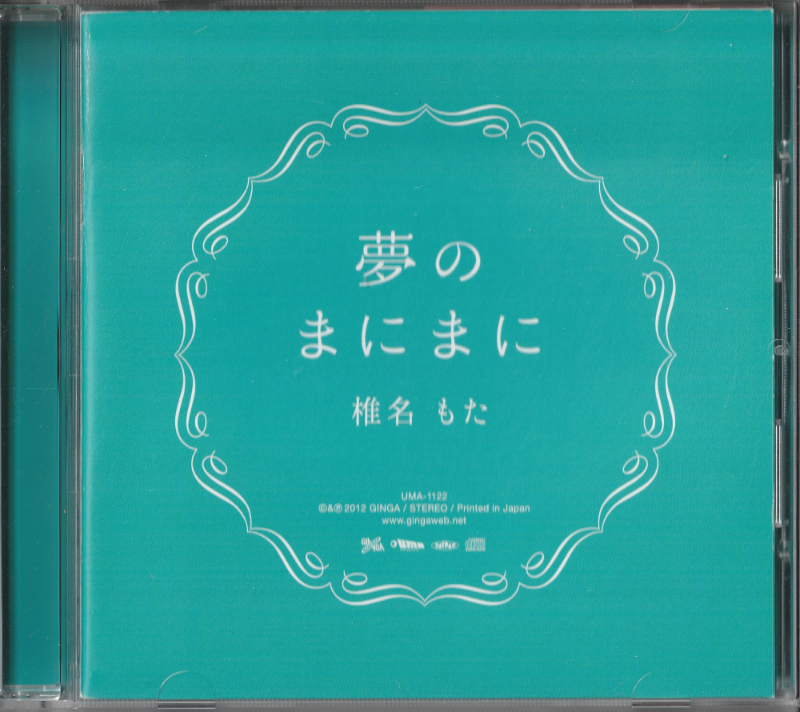 夢の
まにまに
椎名 もた
UMA-1122
©&℗2012 GINGA / STEREO / Printed in Japan
www.gingaweb.net